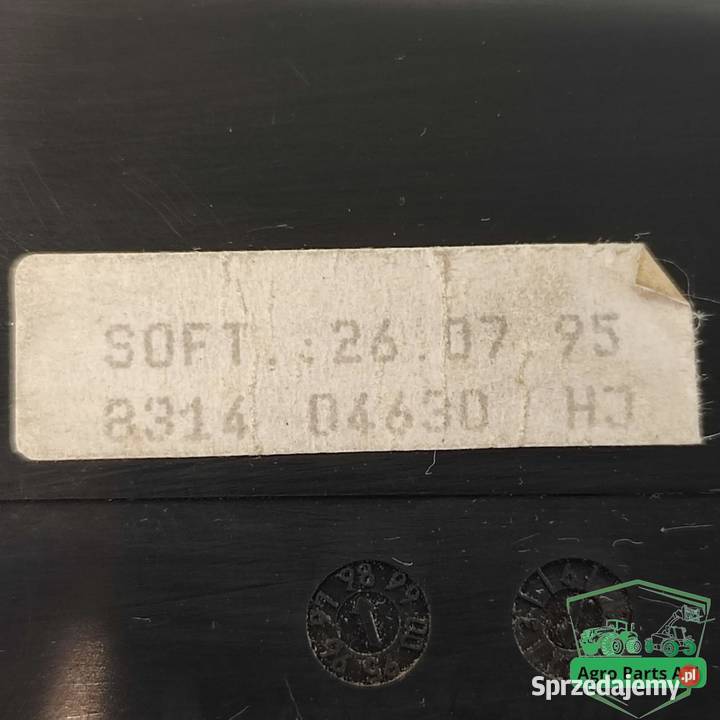 SOFT.:26.07.95
8314 04630 HJ
Agro Parts A
Sprzedajemy.pl